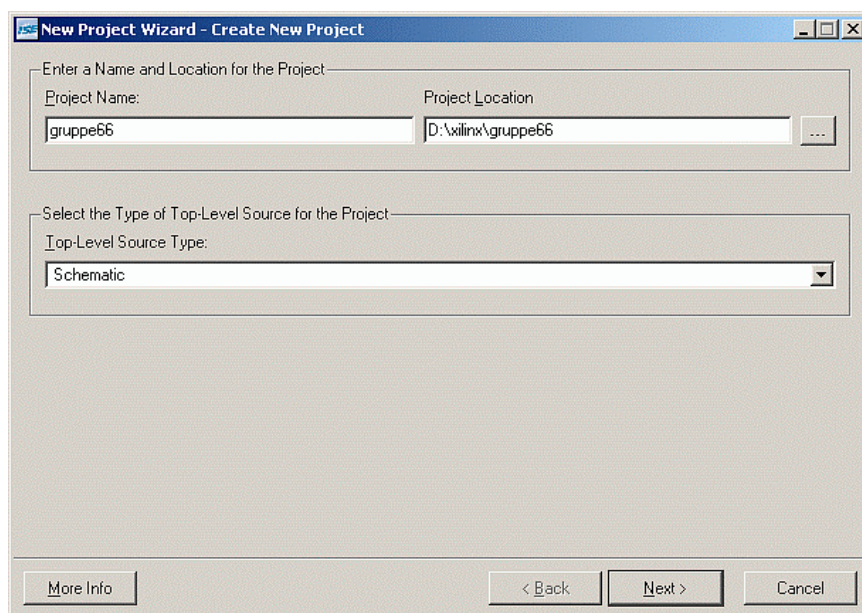 ISE New Project Wizard - Create New Project
Enter a Name and Location for the Project
Project Name: Project Location
gruppe66 D:\xilinx\gruppe66 ...
Select the Type of Top-Level Source for the Project
Top-Level Source Type:
Schematic
More Info < Back Next > Cancel